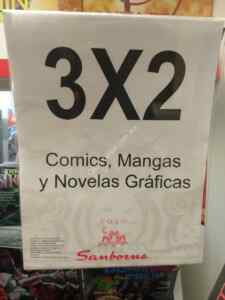 3X2
Comics, Mangas
y Novelas Gráficas
Sanborns